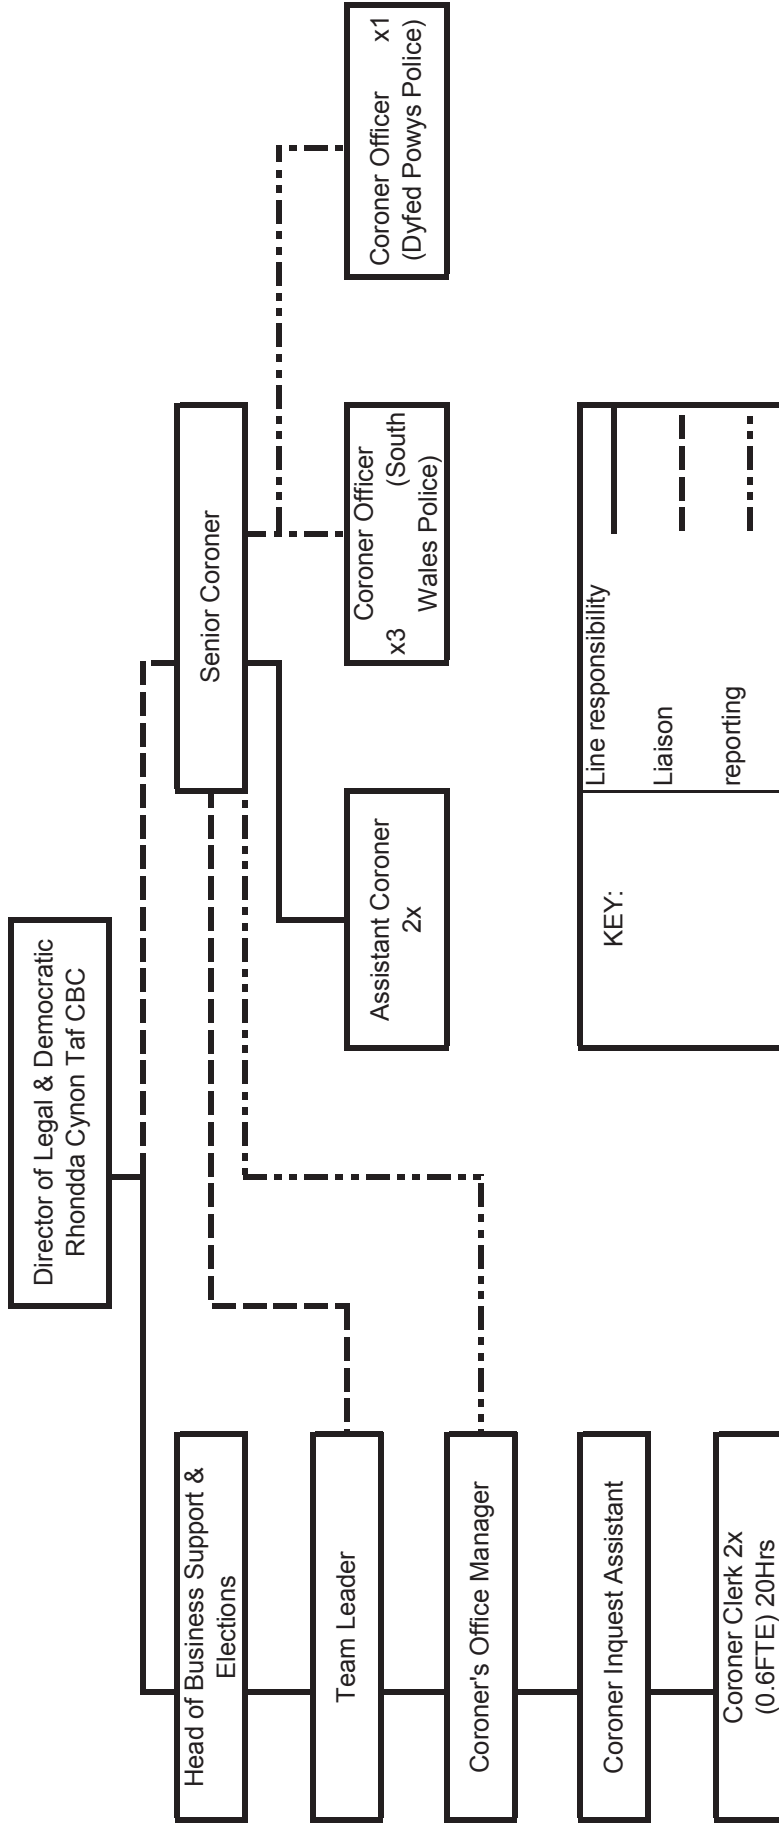 Director of Legal & Democratic
Rhondda Cynon Taf CBC
Head of Business Support &
Elections
Senior Coroner
Team Leader
Assistant Coroner
2x
Coroner Officer
x3 (South
Wales Police)
Coroner Officer x1
(Dyfed Powys Police)
Coroner's Office Manager
Coroner Inquest Assistant
Coroner Clerk 2x
(0.6FTE) 20Hrs
KEY:
Line responsibility
Liaison
reporting